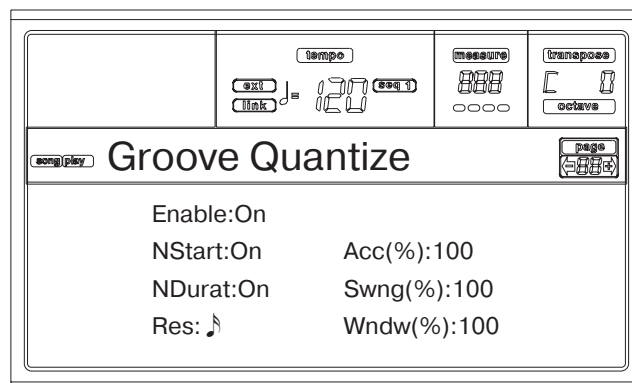 tempo
measure
transpose
ext
link
♩= 120
seq 1
888
C 0
octave
song play
Groove Quantize
page
-88+
Enable:On
NStart:On Acc(%):100
NDurat:On Swng(%):100
Res: Wndw(%):100